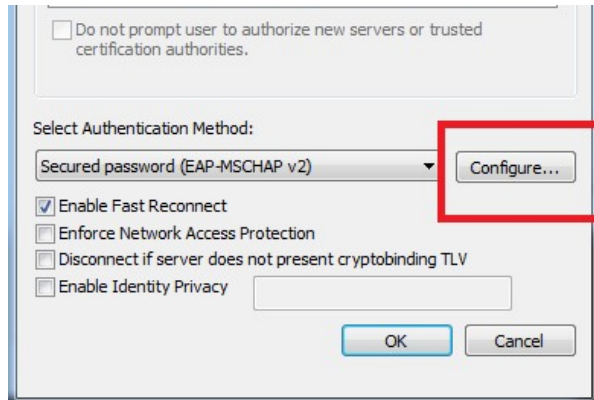 Do not prompt user to authorize new servers or trusted
certification authorities.
Select Authentication Method:
Secured password (EAP-MSCHAP v2)
Configure...
Enable Fast Reconnect
Enforce Network Access Protection
Disconnect if server does not present cryptobinding TLV
Enable Identity Privacy
OK
Cancel